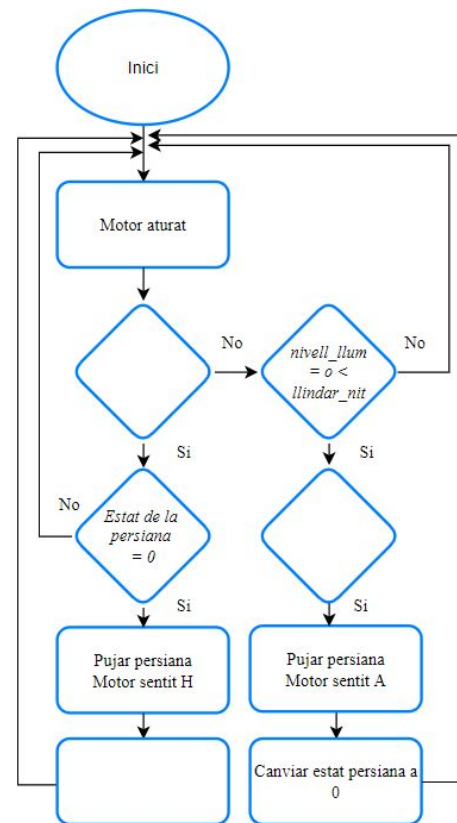 Inici
Motor aturat
No
nivell_llum
= o <
llindar_nit
No
Si
Si
No
Estat de la
persiana
= 0
Si
Si
Pujar persiana
Motor sentit H
Pujar persiana
Motor sentit A
Canviar estat persiana a
0